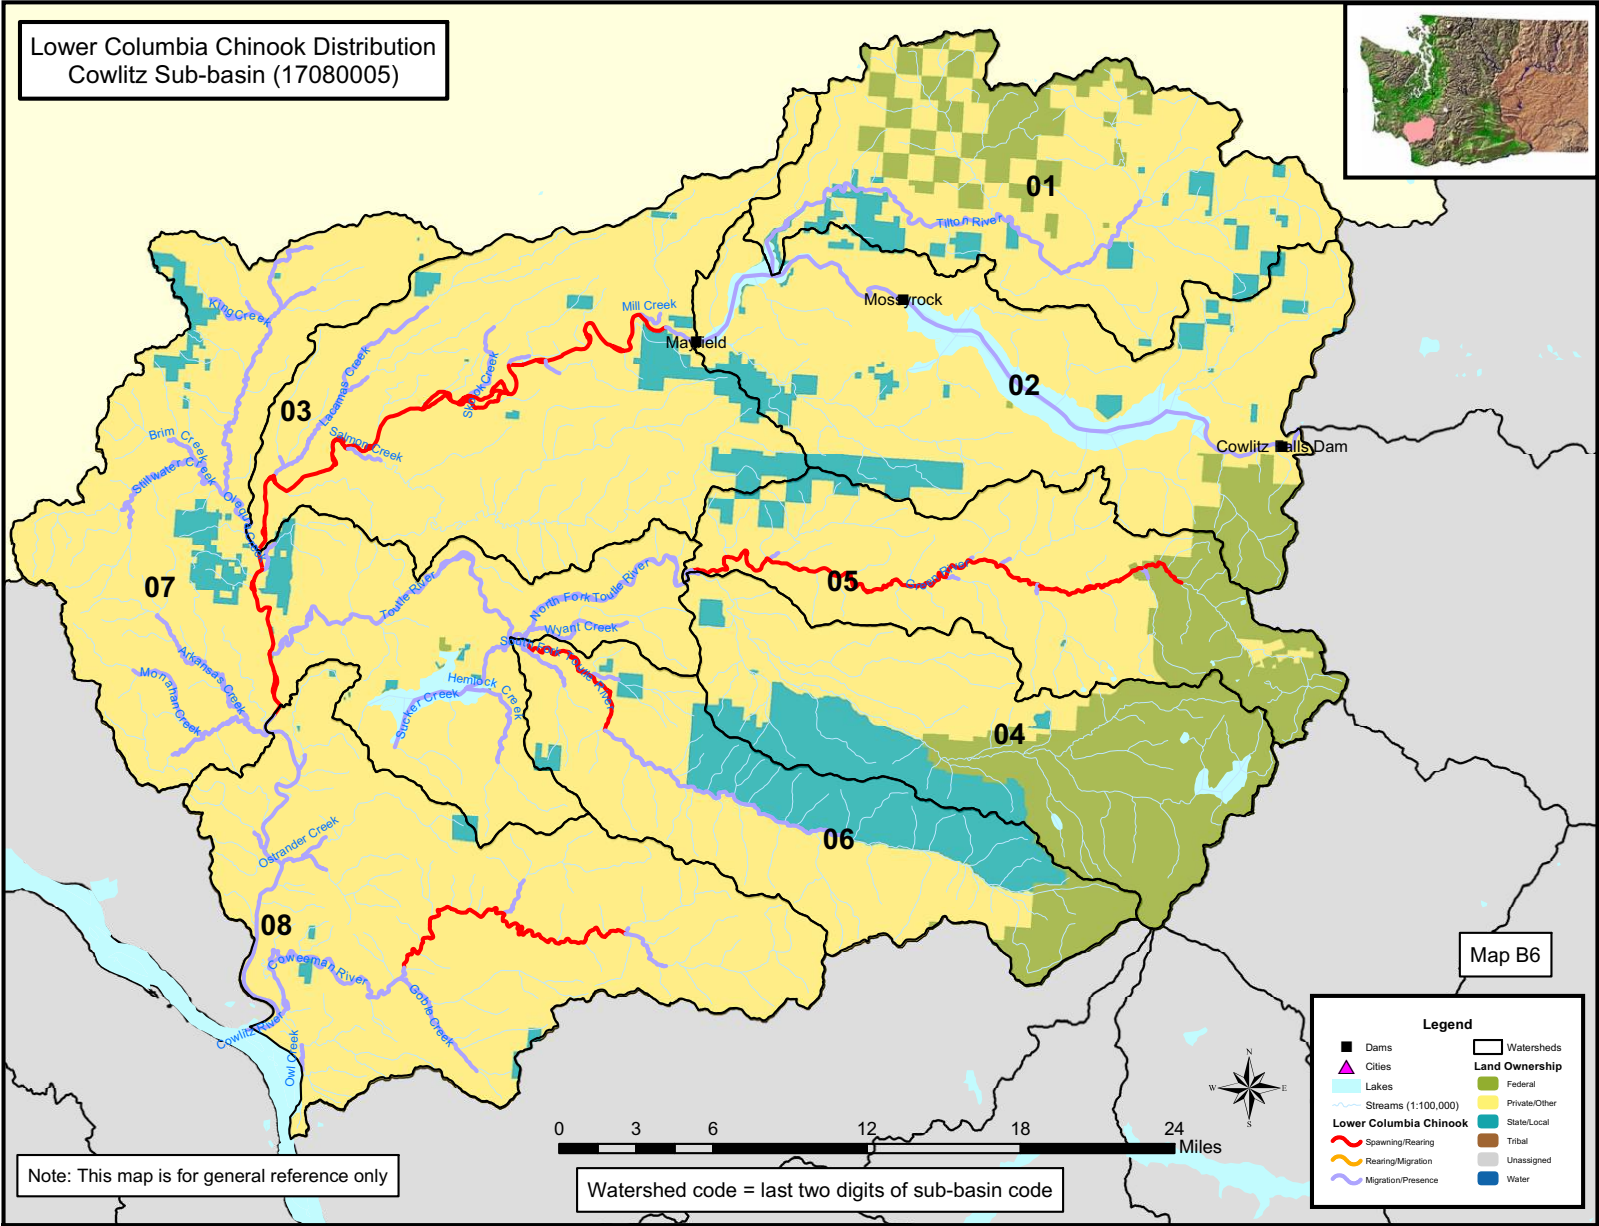 Lower Columbia Chinook Distribution
Cowlitz Sub-basin (17080005)
01
Tilton River
Mossyrock
Mill Creek
Mayfield
King Creek
02
Lacamas Creek
03
Skook Creek
Salmon Creek
Cowlitz Falls Dam
Brim Creek
Stillwater Creek
Olequa Creek
07
05
Green River
Toutle River
North Fork Toutle River
Wyant Creek
South Fork Toutle River
Arkansas Creek
Monahan Creek
Hemlock Creek
Sucker Creek
04
06
Ostrander Creek
08
Coweeman River
Goble Creek
Cowlitz River
Owl Creek
Map B6
N
W E
S
0 3 6 12 18 24
Miles
Note: This map is for general reference only
Watershed code = last two digits of sub-basin code
Legend
Dams
Cities
Lakes
Streams (1:100,000)
Lower Columbia Chinook
Spawning/Rearing
Rearing/Migration
Migration/Presence
Watersheds
Land Ownership
Federal
Private/Other
State/Local
Tribal
Unassigned
Water